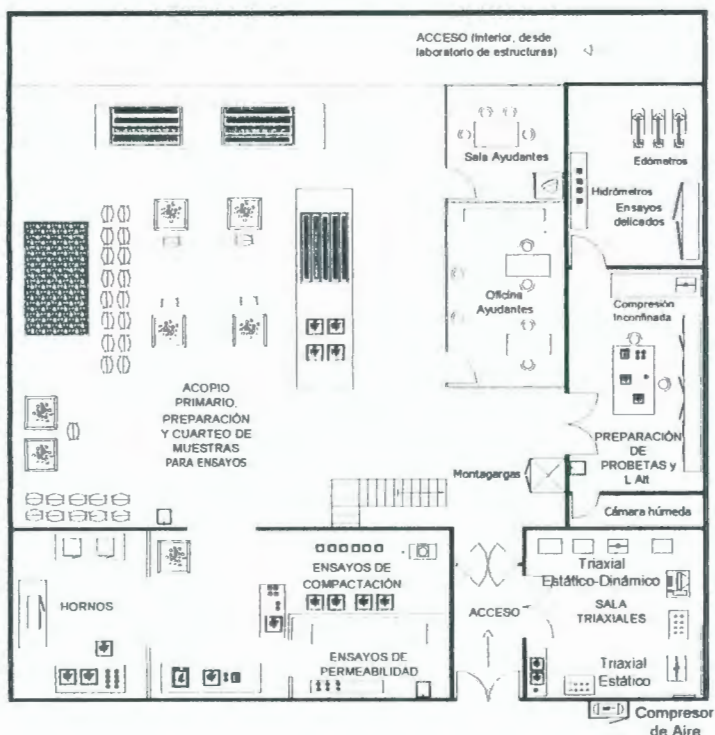 ACCESO (Interior, desde
laboratorio de estructuras)
Sala Ayudantes
Edómetros
Hidrómetros
Ensayos
delicados
Oficina
Ayudantes
Compresión
Inconfinada
ACOPIO
PRIMARIO,
PREPARACIÓN
Y CUARTEO DE
MUESTRAS
PARA ENSAYOS
PREPARACIÓN
DE
PROBETAS y
L Att
Montagargas
Cámara húmeda
HORNOS
ENSAYOS DE
COMPACTACIÓN
ENSAYOS DE
PERMEABILIDAD
ACCESO
Triaxial
Estático-Dinámico
SALA
TRIAXIALES
Triaxial
Estático
Compresor
de Aire